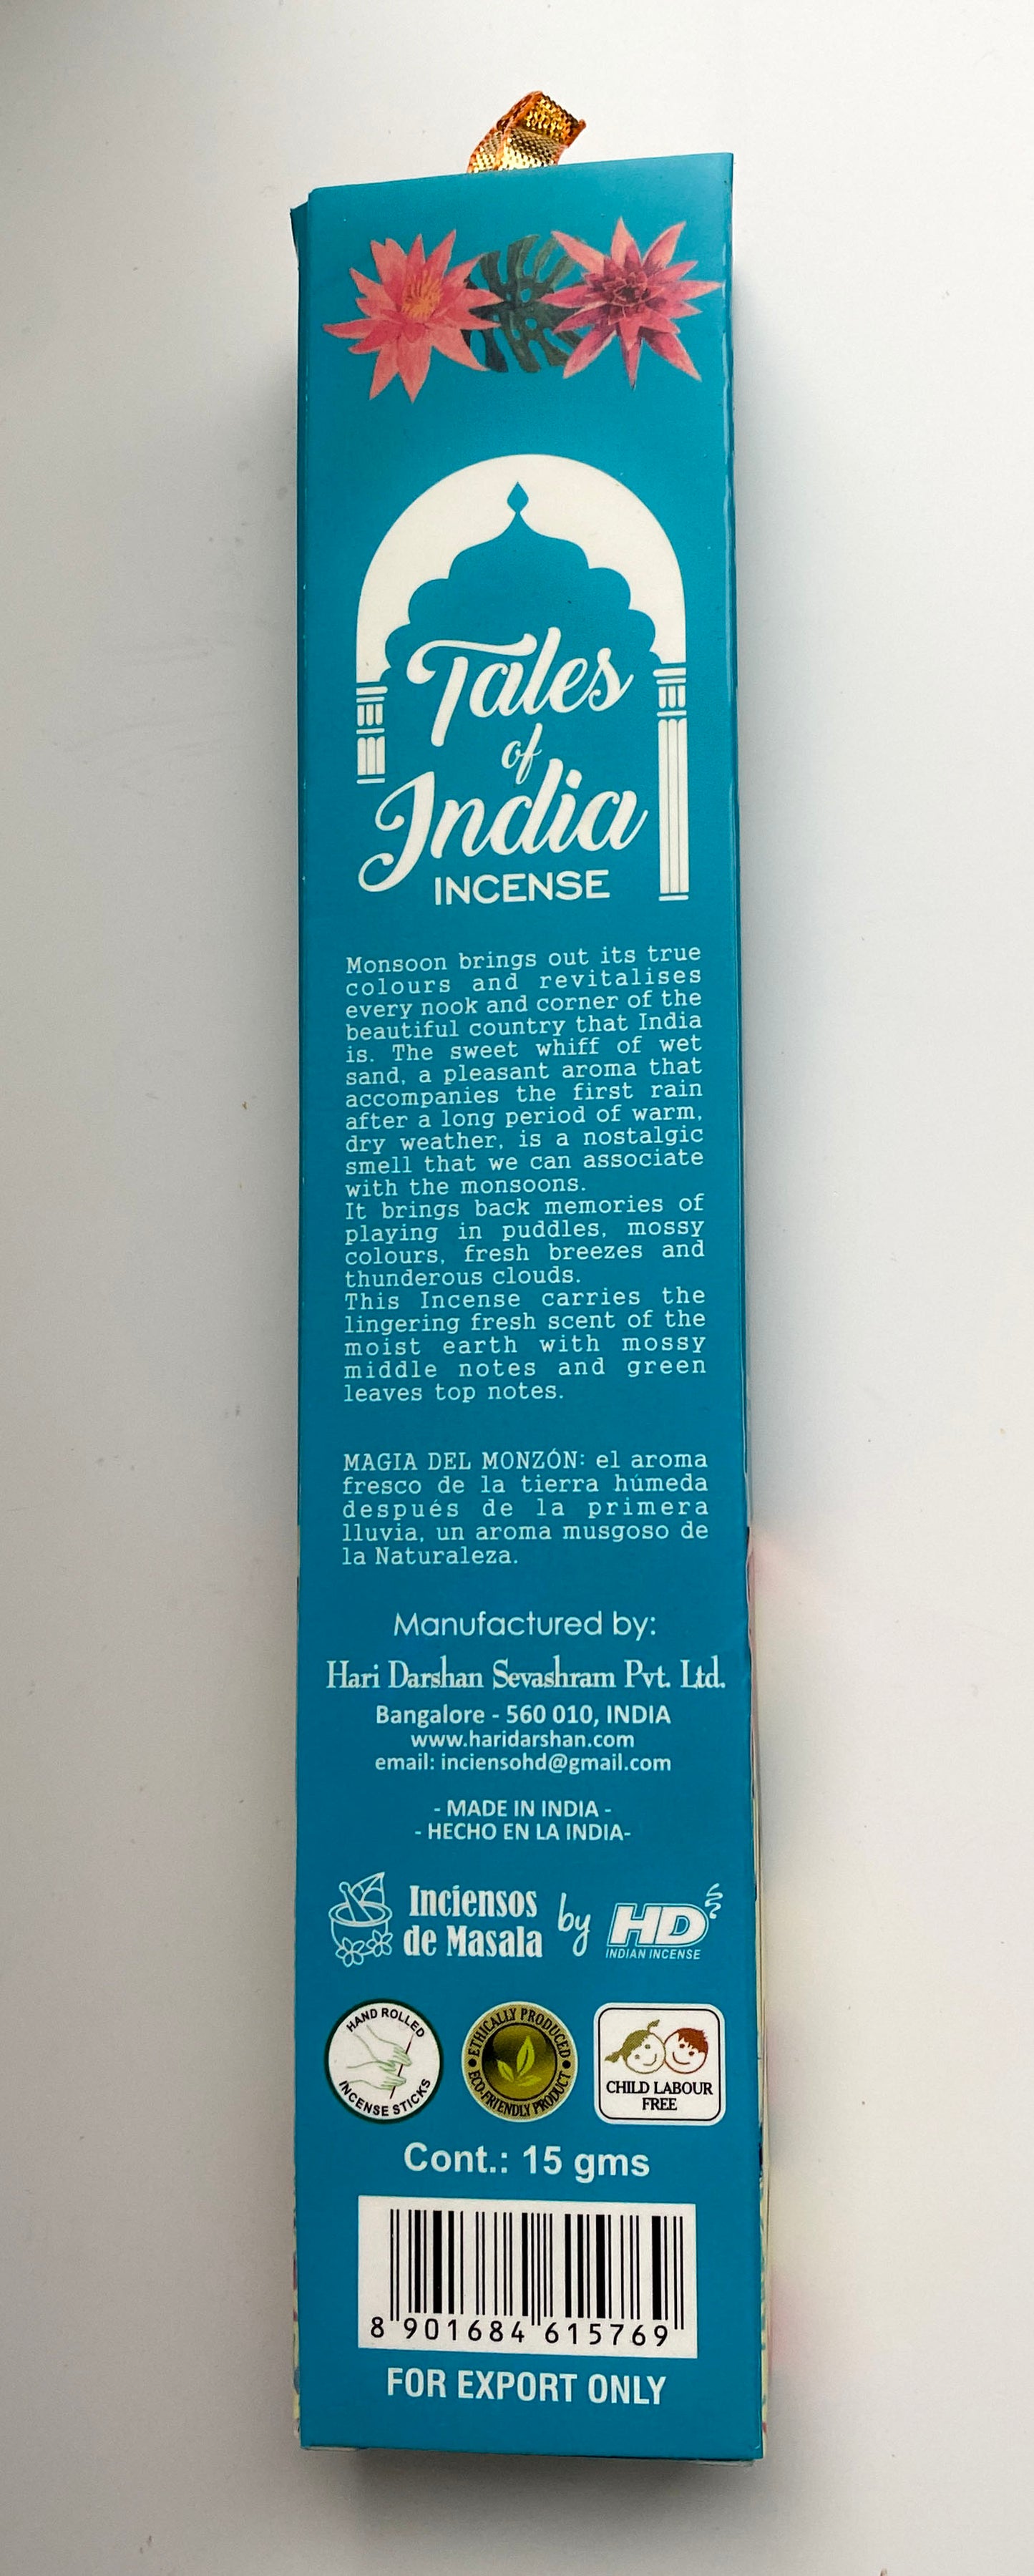 Tales
of
India
INCENSE
Monsoon brings out its true
colours and revitalises
every nook and corner of the
beautiful country that India
is. The sweet whiff of wet
sand, a pleasant aroma that
accompanies the first rain
after a long period of warm,
dry weather, is a nostalgic
smell that we can associate
with the monsoons.
It brings back memories of
playing in puddles, mossy
colours, fresh breezes and
thunderous clouds.
This Incense carries the
lingering fresh scent of the
moist earth with mossy
middle notes and green
leaves top notes.
MAGIA DEL MONZÓN: el aroma
fresco de la tierra húmeda
después de la primera
lluvia, un aroma musgoso de
la Naturaleza.
Manufactured by:
Hari Darshan Sevashram Pvt. Ltd.
Bangalore - 560 010, INDIA
www.haridarshan.com
email: inciensohd@gmail.com
- MADE IN INDIA -
- HECHO EN LA INDIA-
Inciensos
de Masala
by
HD
INDIAN INCENSE
HAND ROLLED
INCENSE STICKS
ETHICALLY PRODUCED
ECO-FRIENDLY PRODUCT
CHILD LABOUR
FREE
Cont.: 15 gms
8 901684 615769
FOR EXPORT ONLY